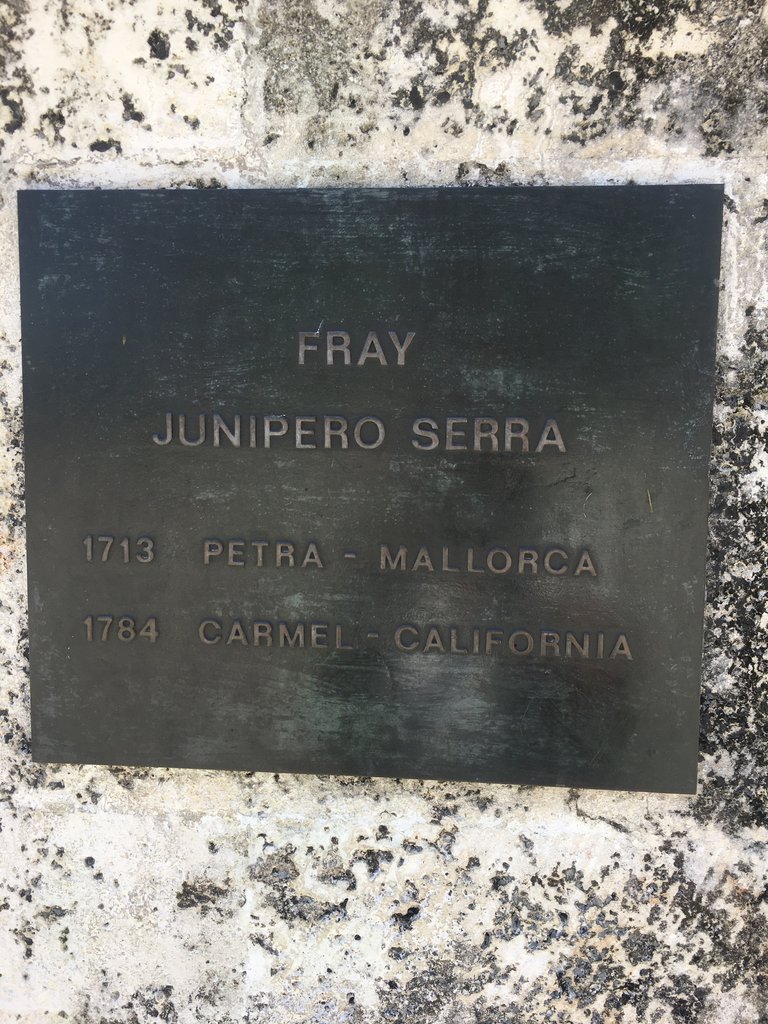 FRAY
JUNIPERO SERRA
1713 PETRA - MALLORCA
1784 CARMEL - CALIFORNIA